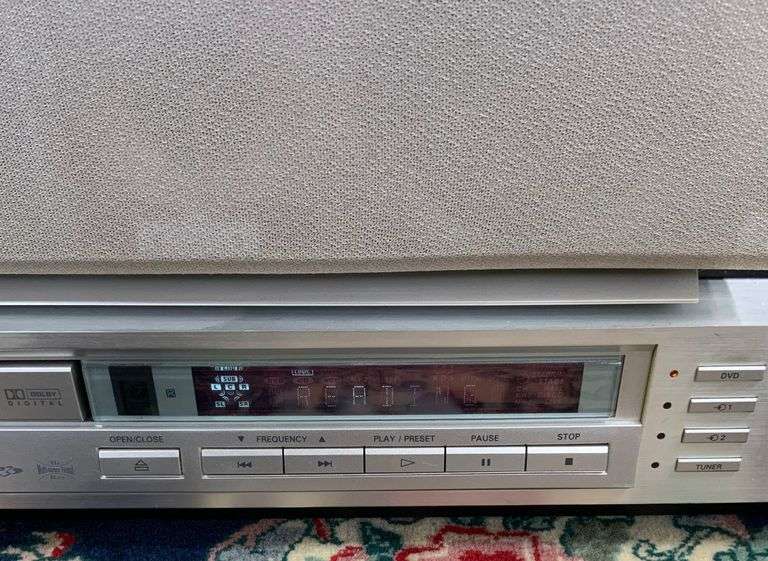 SUB
L C R
SL SR
READING
DVD
DOLBY
DIGITAL
1
2
TUNER
OPEN/CLOSE
▼ FREQUENCY ▲
PLAY / PRESET
PAUSE
STOP